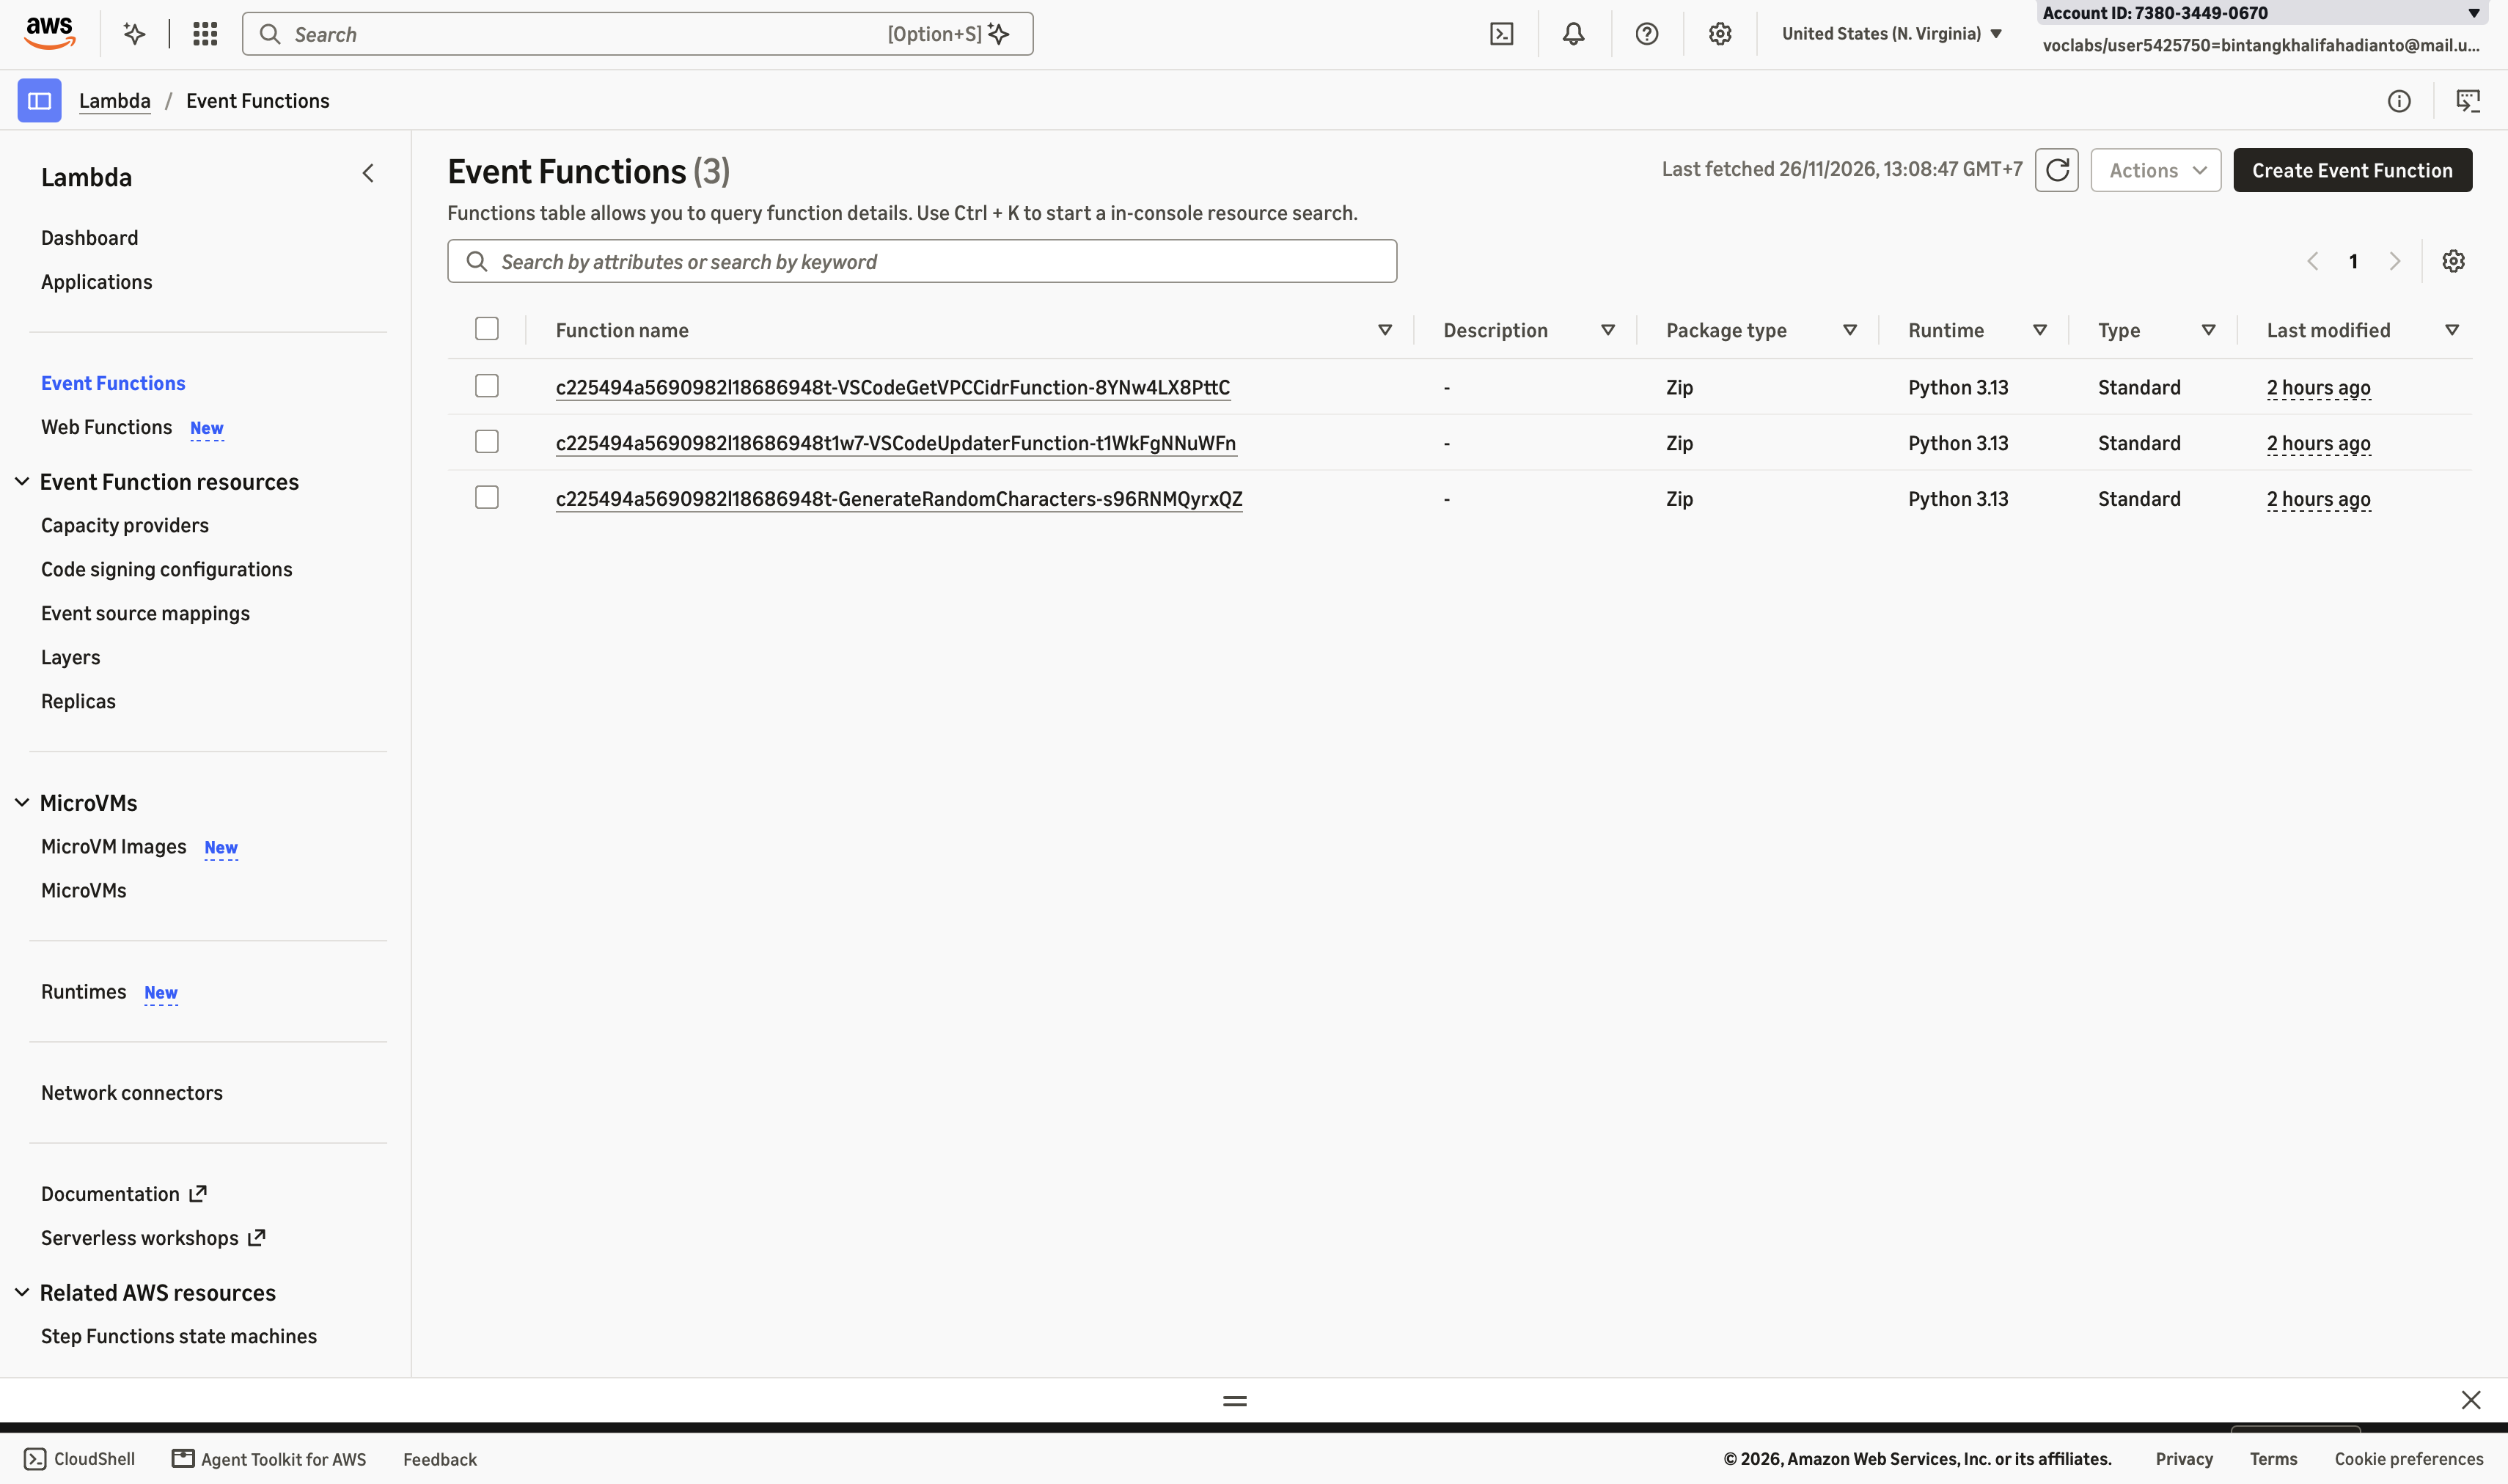 aws
Search
[Option+S]
United States (N. Virginia)
Account ID: 7380-3449-0670
voclabs/user5425750=bintangkhalifahadianto@mail.u...
Lambda / Event Functions
Lambda
Dashboard
Applications
Event Functions
Web Functions New
Event Function resources
Capacity providers
Code signing configurations
Event source mappings
Layers
Replicas
MicroVMs
MicroVM Images New
MicroVMs
Runtimes New
Network connectors
Documentation
Serverless workshops
Related AWS resources
Step Functions state machines
Event Functions (3)
Last fetched 26/11/2026, 13:08:47 GMT+7
Actions
Create Event Function
Functions table allows you to query function details. Use Ctrl + K to start a in-console resource search.
Search by attributes or search by keyword
1
Function name Description Package type Runtime Type Last modified
c225494a5690982l18686948t-VSCodeGetVPCCidrFunction-8YNw4LX8PttC - Zip Python 3.13 Standard 2 hours ago
c225494a5690982l18686948t1w7-VSCodeUpdaterFunction-t1WkFgNNuWFn - Zip Python 3.13 Standard 2 hours ago
c225494a5690982l18686948t-GenerateRandomCharacters-s96RNMQyrxQZ - Zip Python 3.13 Standard 2 hours ago
CloudShell
Agent Toolkit for AWS
Feedback
© 2026, Amazon Web Services, Inc. or its affiliates.
Privacy
Terms
Cookie preferences